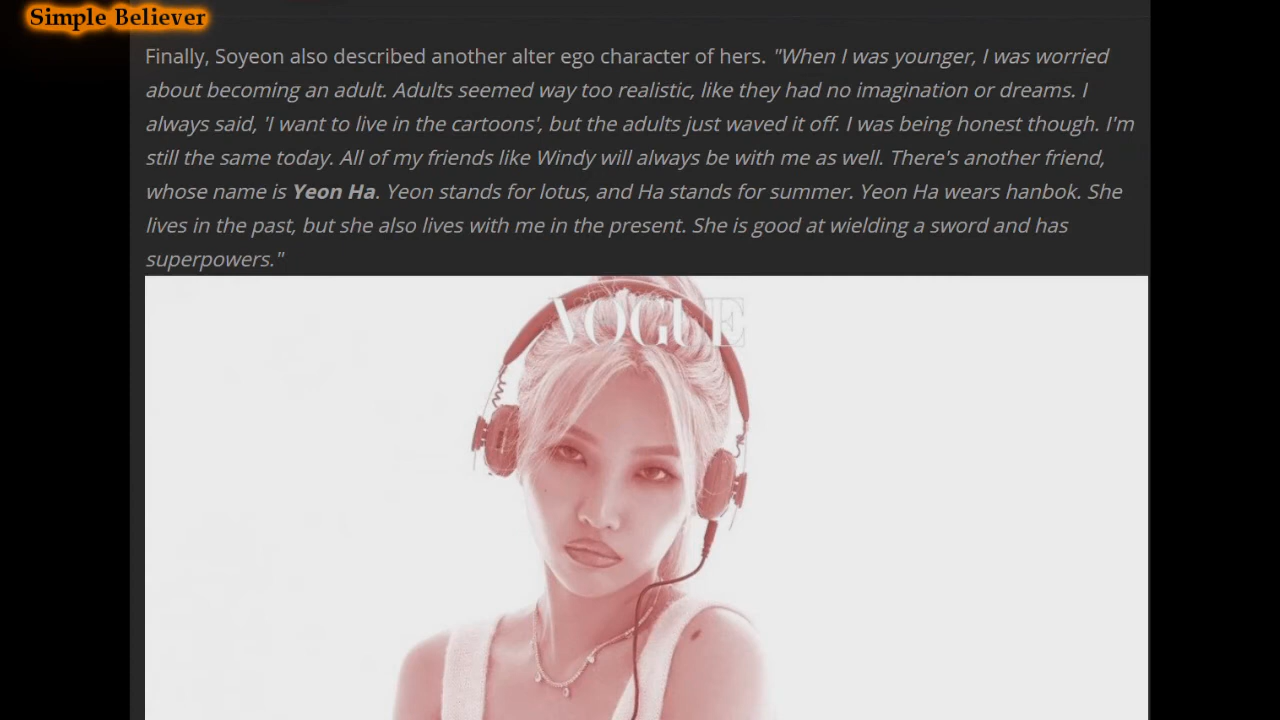 Simple Believer
Finally, Soyeon also described another alter ego character of hers. "When I was younger, I was worried
about becoming an adult. Adults seemed way too realistic, like they had no imagination or dreams. I
always said, 'I want to live in the cartoons', but the adults just waved it off. I was being honest though. I'm
still the same today. All of my friends like Windy will always be with me as well. There's another friend,
whose name is Yeon Ha. Yeon stands for lotus, and Ha stands for summer. Yeon Ha wears hanbok. She
lives in the past, but she also lives with me in the present. She is good at wielding a sword and has
superpowers."
VOGUE